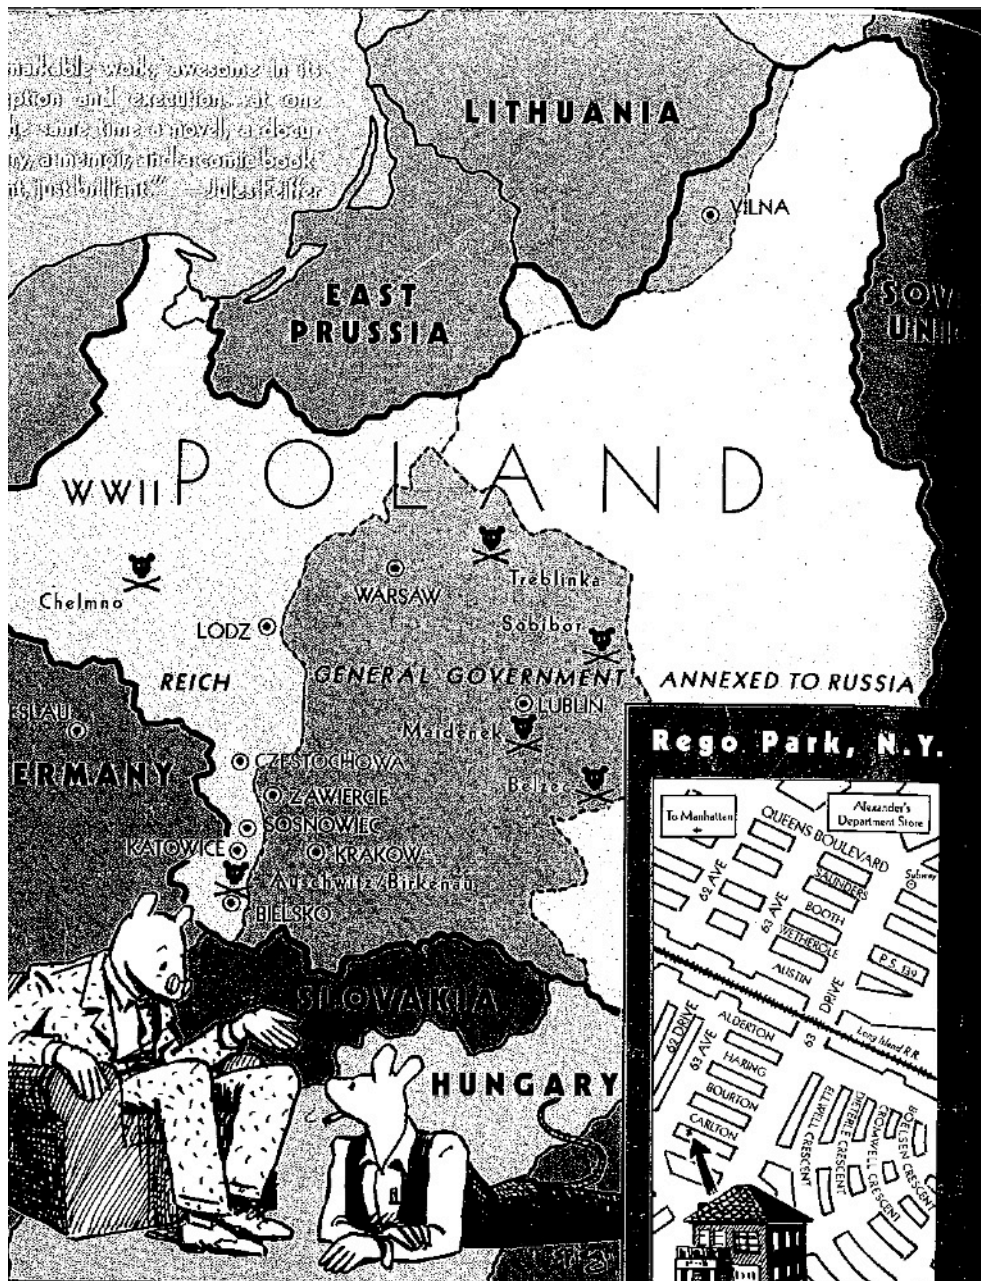 markable work, awesome in its
ption and execution at one
same time a novel, a docu-
a memoir, and a comic book
just brilliant." —Jules Feiffer
LITHUANIA
VILNA
EAST
PRUSSIA
SOV
UNI
POLAND
WWII
Treblinka
WARSAW
Chelmno
Sobibor
LODZ
REICH
GENERAL GOVERNMENT
ANNEXED TO RUSSIA
LUBLIN
ESLAU
Maidenek
ERMANY
CZESTOCHOWA
Belzec
ZAWIERCIE
SOSNOWIEC
KATOWICE
KRAKOW
Auschwitz/Birkenau
BIELSKO
SLOVAKIA
HUNGARY
Rego Park, N.Y.
To Manhattan
Alexander's
Department Store
QUEENS BOULEVARD
Subway
62 AVE
63 AVE
SAUNDERS
BOOTH
WETHEROLE
AUSTIN
P.S. 139
63 DRIVE
Long Island R.R.
62 DRIVE
63 AVE
ALDERTON
HARING
BOURTON
CARLTON
ELLWELL CRESCENT
DIETERLE CRESCENT
CROMWELL CRESCENT
BOELSEN CRESCENT